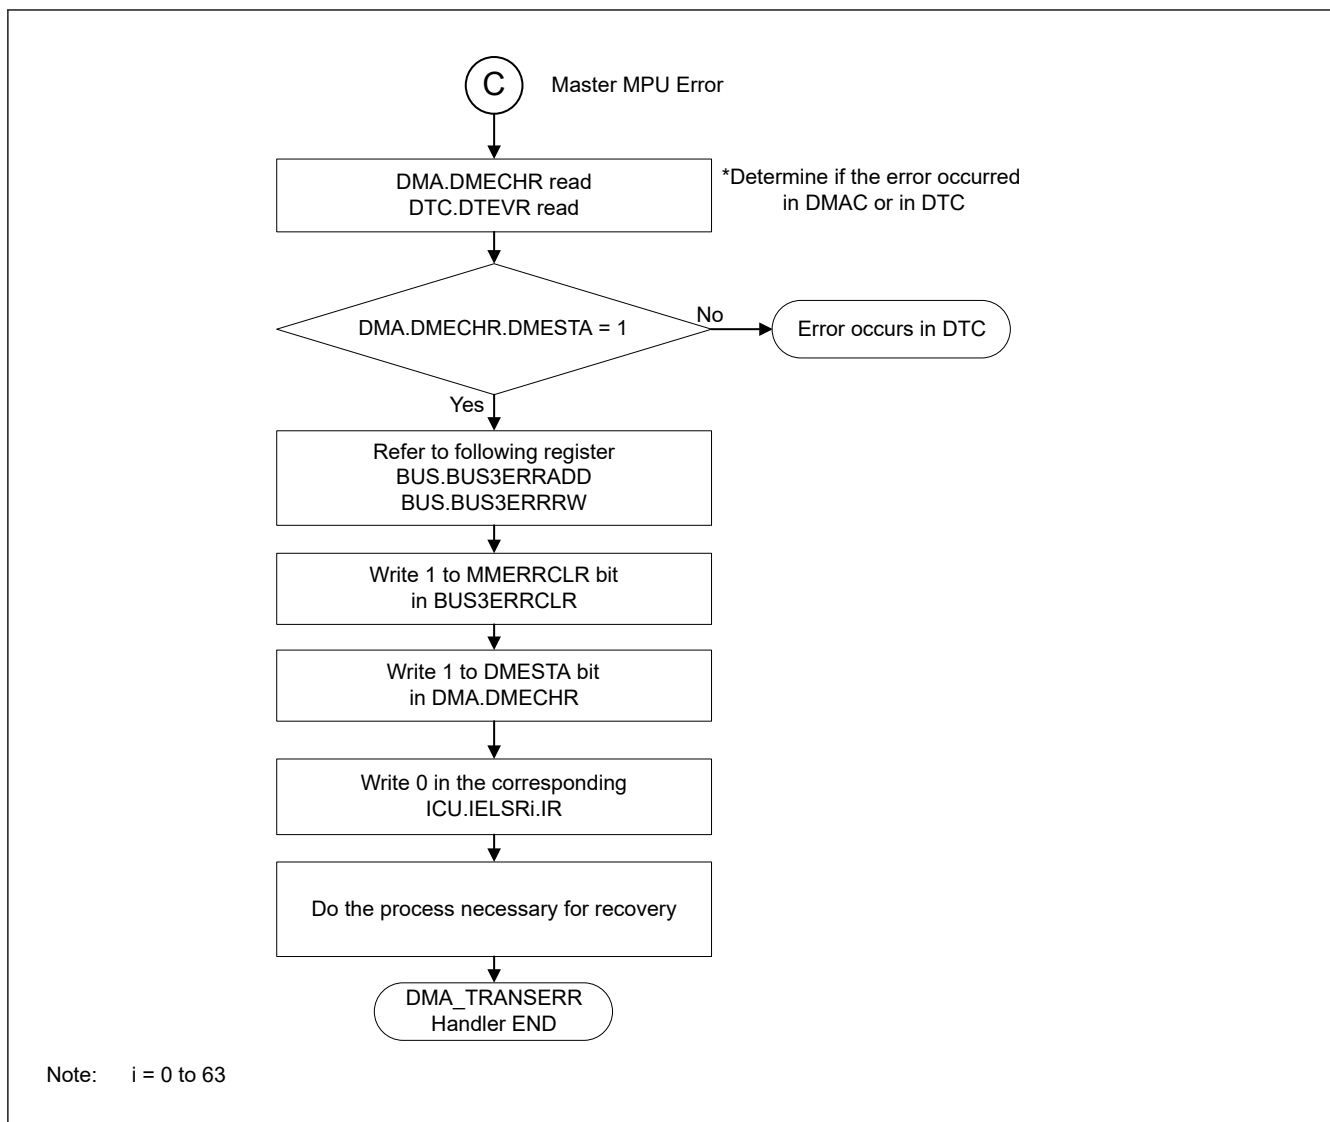 C
Master MPU Error
DMA.DMECHR read
DTC.DTEVR read
*Determine if the error occurred
in DMAC or in DTC
DMA.DMECHR.DMESTA = 1
No
Error occurs in DTC
Yes
Refer to following register
BUS.BUS3ERRADD
BUS.BUS3ERRRW
Write 1 to MMERRCLR bit
in BUS3ERRCLR
Write 1 to DMESTA bit
in DMA.DMECHR
Write 0 in the corresponding
ICU.IELSRi.IR
Do the process necessary for recovery
DMA_TRANSERR
Handler END
Note: i = 0 to 63